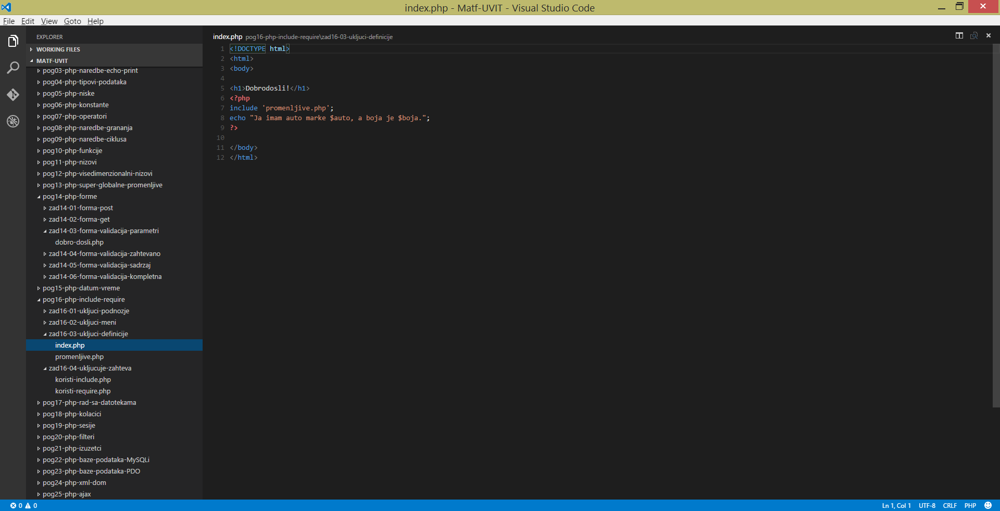 index.php - Matf-UVIT - Visual Studio Code
File Edit View Goto Help
EXPLORER
WORKING FILES
MATF-UVIT
pog03-php-naredbe-echo-print
pog04-php-tipovi-podataka
pog05-php-niske
pog06-php-konstante
pog07-php-operatori
pog08-php-naredbe-grananja
pog09-php-naredbe-ciklusa
pog10-php-funkcije
pog11-php-nizovi
pog12-php-visedimenzionalni-nizovi
pog13-php-super-globalne-promenljive
pog14-php-forme
zad14-01-forma-post
zad14-02-forma-get
zad14-03-forma-validacija-parametri
dobro-dosli.php
zad14-04-forma-validacija-zahtevano
zad14-05-forma-validacija-sadrzaj
zad14-06-forma-validacija-kompletna
pog15-php-datum-vreme
pog16-php-include-require
zad16-01-ukljuci-podnozje
zad16-02-ukljuci-meni
zad16-03-ukljuci-definicije
index.php
promenljive.php
zad16-04-ukljucuje-zahteva
koristi-include.php
koristi-require.php
pog17-php-rad-sa-datotekama
pog18-php-kolacici
pog19-php-sesije
pog20-php-filteri
pog21-php-izuzetci
pog22-php-baze-podataka-MySQLi
pog23-php-baze-podataka-PDO
pog24-php-xml-dom
pog25-php-ajax
index.php pog16-php-include-require\zad16-03-ukljuci-definicije
1 <!DOCTYPE html>
2 <html>
3 <body>
4
5 <h1>Dobrodosli!</h1>
6 <?php
7 include 'promenljive.php';
8 echo "Ja imam auto marke $auto, a boja je $boja.";
9 ?>
10
11 </body>
12 </html>
0 0
Ln 1, Col 1 UTF-8 CRLF PHP